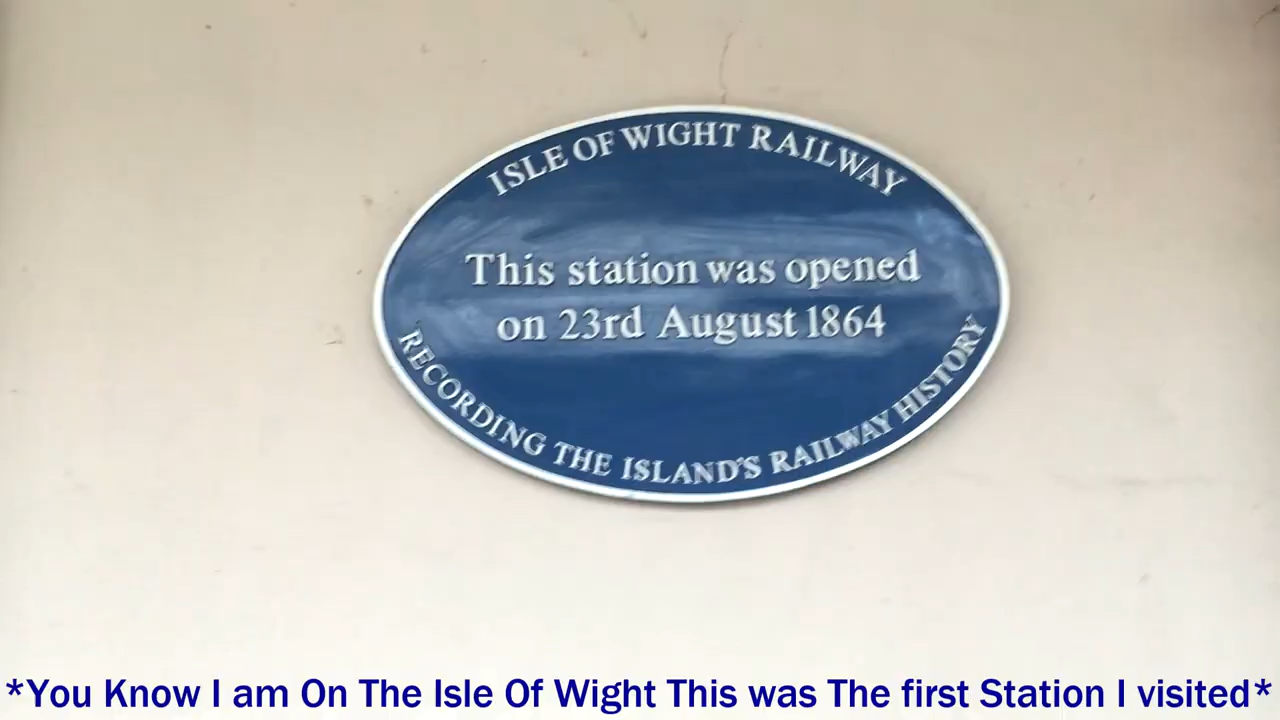 ISLE OF WIGHT RAILWAY
This station was opened
on 23rd August 1864
RECORDING THE ISLAND'S RAILWAY HISTORY
*You Know I am On The Isle Of Wight This was The first Station I visited*